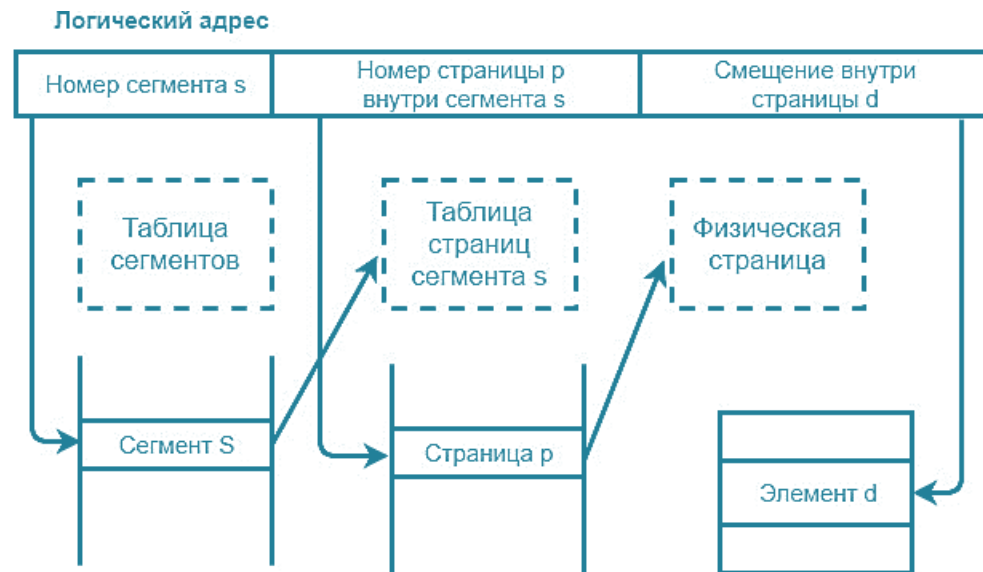 Логический адрес
Номер сегмента s
Номер страницы p
внутри сегмента s
Смещение внутри
страницы d
Таблица
сегментов
Таблица
страниц
сегмента s
Физическая
страница
Сегмент S
Страница p
Элемент d